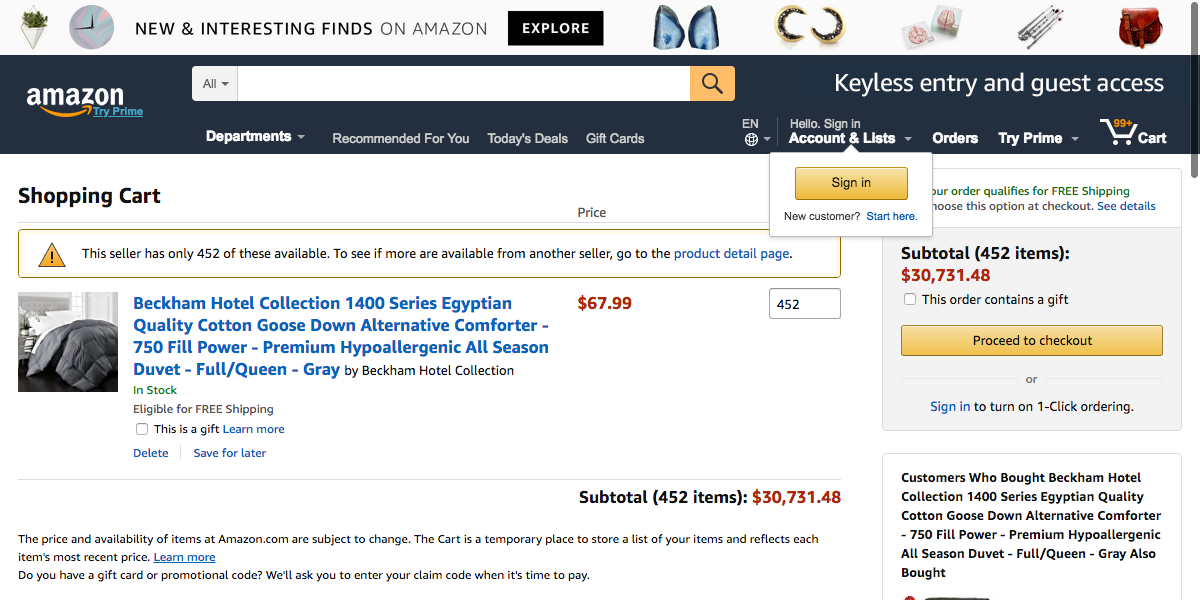 NEW & INTERESTING FINDS ON AMAZON EXPLORE
All
Keyless entry and guest access
amazon
Try Prime
Departments Recommended For You Today's Deals Gift Cards
EN
Hello. Sign in
Account & Lists
Orders
Try Prime
99+
Cart
Sign in
New customer? Start here.
Shopping Cart
Price
This seller has only 452 of these available. To see if more are available from another seller, go to the product detail page.
Beckham Hotel Collection 1400 Series Egyptian
Quality Cotton Goose Down Alternative Comforter -
750 Fill Power - Premium Hypoallergenic All Season
Duvet - Full/Queen - Gray by Beckham Hotel Collection
$67.99
452
In Stock
Eligible for FREE Shipping
This is a gift Learn more
Delete Save for later
Subtotal (452 items): $30,731.48
The price and availability of items at Amazon.com are subject to change. The Cart is a temporary place to store a list of your items and reflects each
item's most recent price. Learn more
Do you have a gift card or promotional code? We'll ask you to enter your claim code when it's time to pay.
order qualifies for FREE Shipping
this option at checkout. See details
Subtotal (452 items):
$30,731.48
This order contains a gift
Proceed to checkout
or
Sign in to turn on 1-Click ordering.
Customers Who Bought Beckham Hotel
Collection 1400 Series Egyptian Quality
Cotton Goose Down Alternative Comforter
- 750 Fill Power - Premium Hypoallergenic
All Season Duvet - Full/Queen - Gray Also
Bought